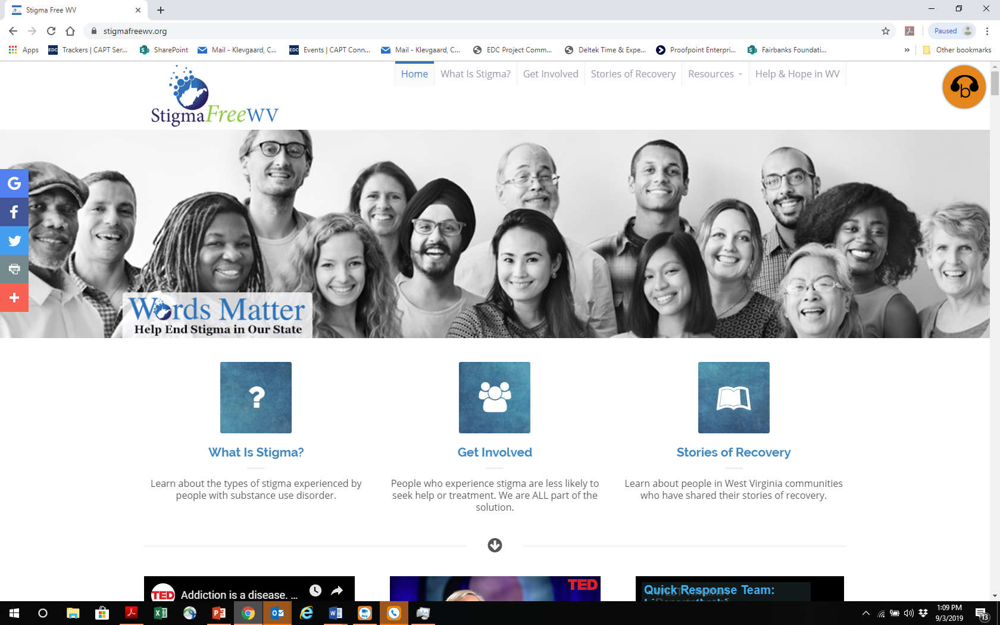 Stigma Free WV
stigmafreewv.org
Paused
Apps
EDC Trackers | CAPT Ser...
SharePoint
Mail - Klevgaard, C...
EDC Events | CAPT Conn...
Mail - Klevgaard, C...
EDC Project Comm...
Deltek Time & Expe...
Proofpoint Enterpri...
Fairbanks Foundati...
»
Other bookmarks
StigmaFreeWV
Home
What Is Stigma?
Get Involved
Stories of Recovery
Resources
Help & Hope in WV
b
Words Matter
Help End Stigma in Our State
What Is Stigma?
Learn about the types of stigma experienced by
people with substance use disorder.
Get Involved
People who experience stigma are less likely to
seek help or treatment. We are ALL part of the
solution.
Stories of Recovery
Learn about people in West Virginia communities
who have shared their stories of recovery.
TED Addiction is a disease. ...
TED
Quick Response Team:
1:09 PM
9/3/2019
13